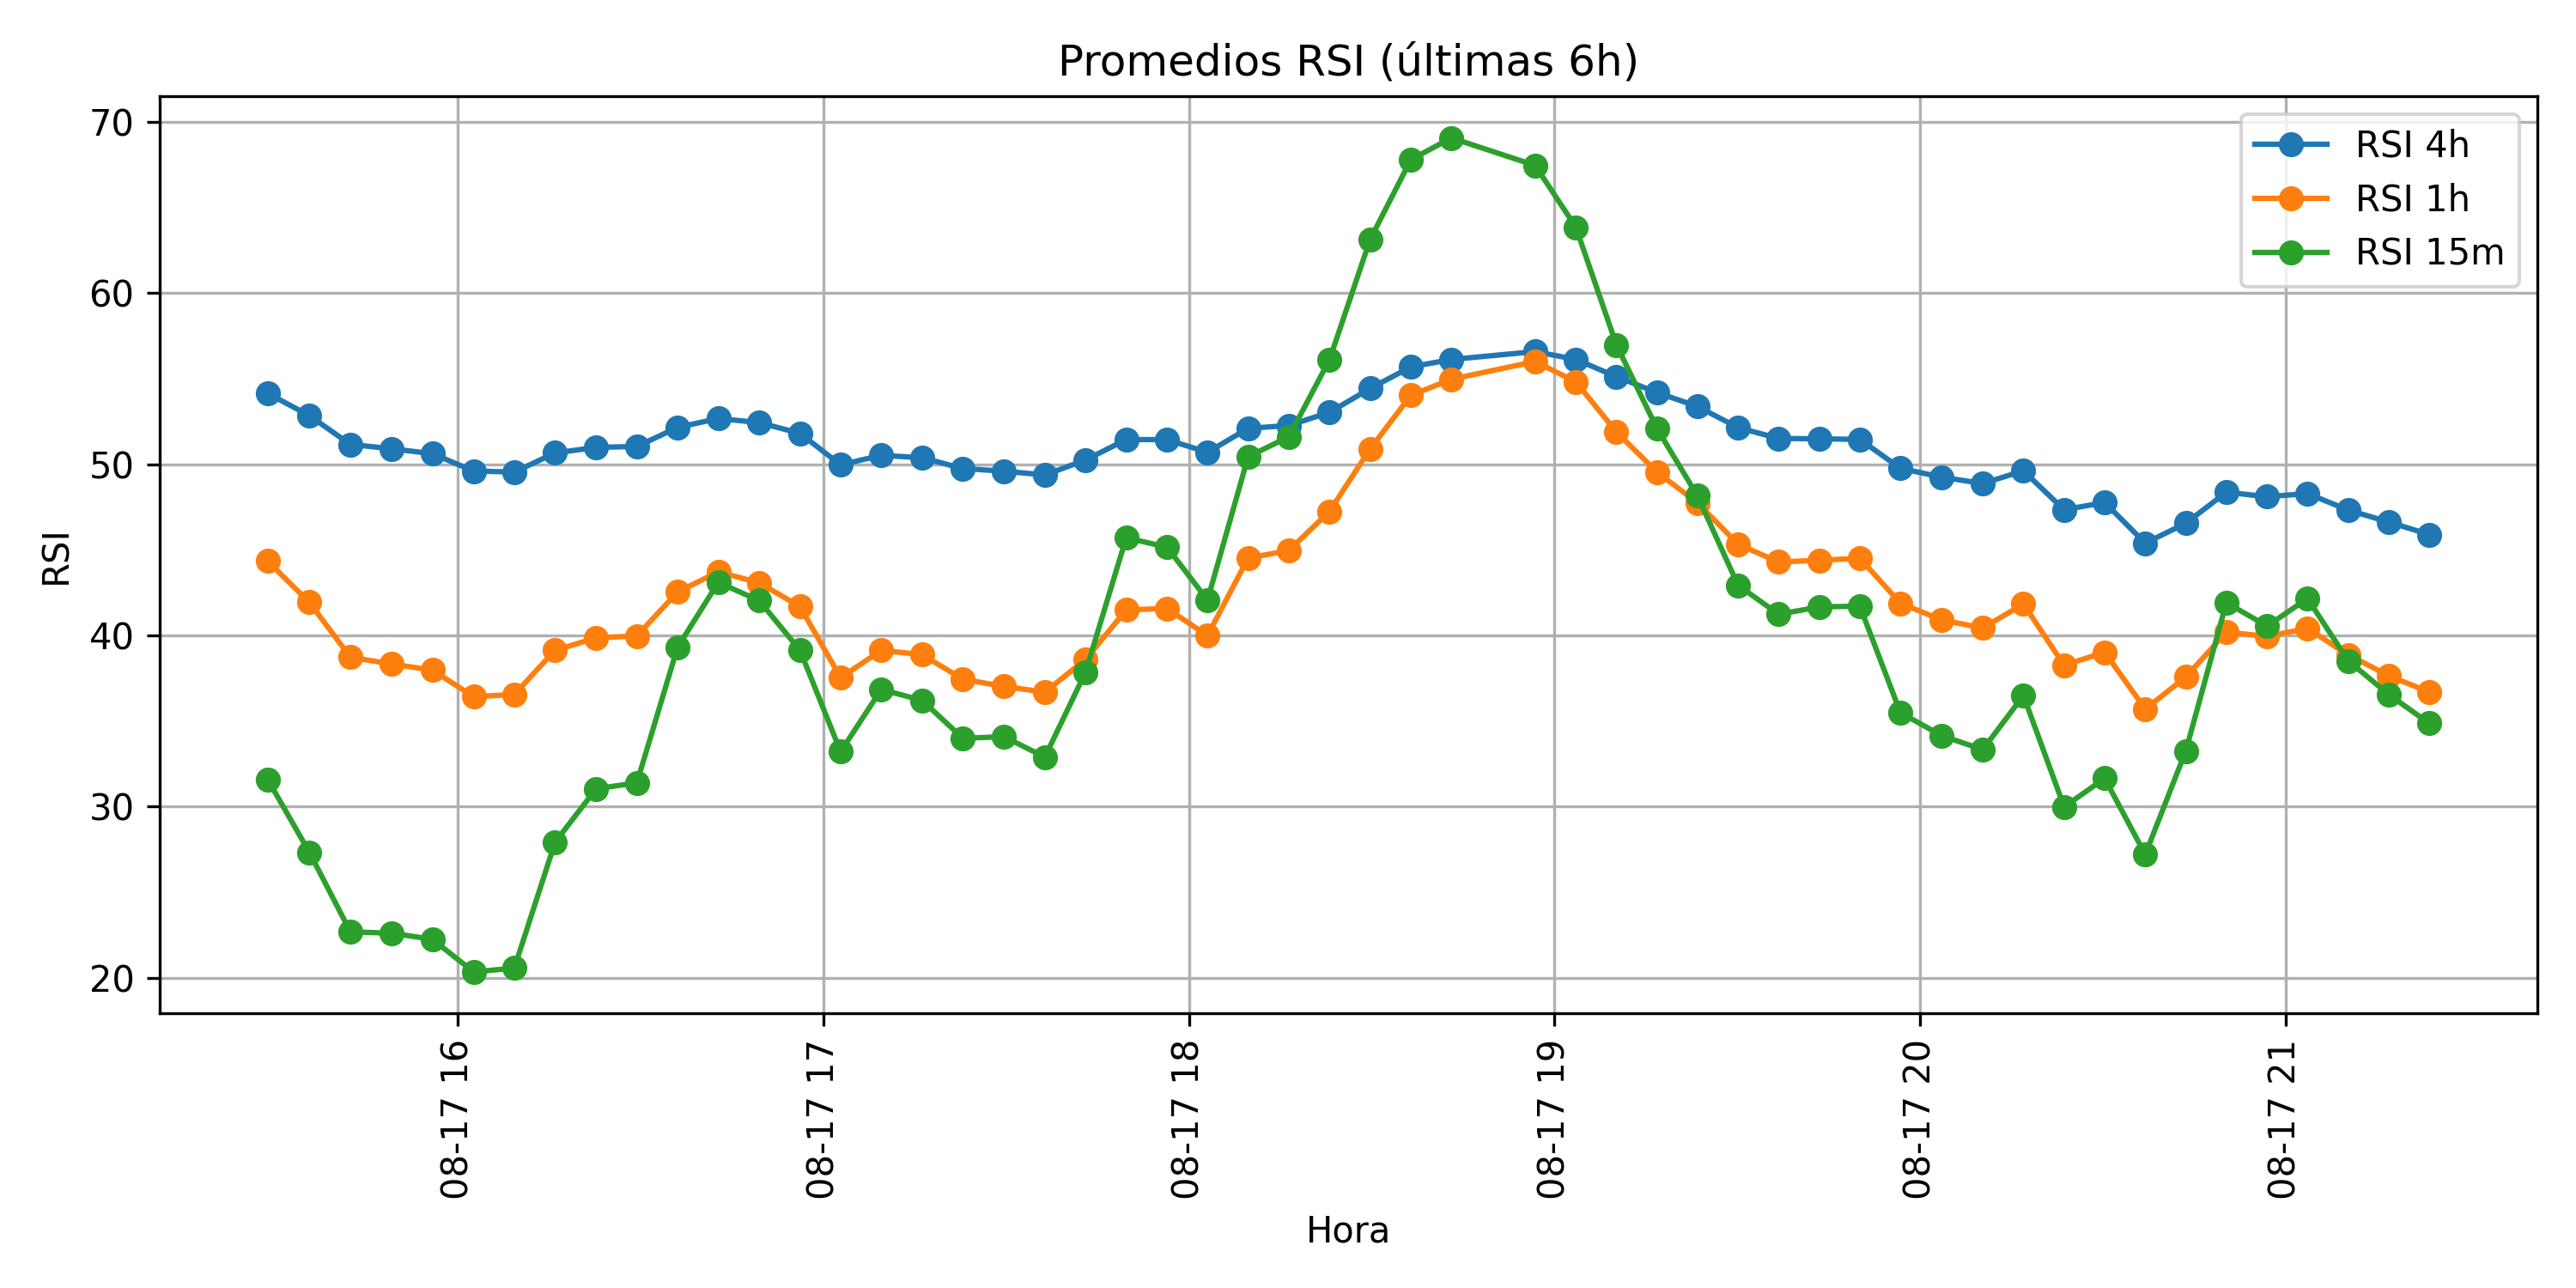 Promedios RSI (últimas 6h)
RSI 4h
RSI 1h
RSI 15m
RSI
70
60
50
40
30
20
08-17 16
08-17 17
08-17 18
08-17 19
08-17 20
08-17 21
Hora